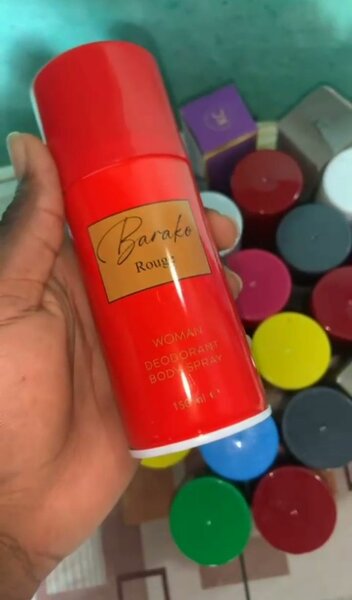 Barako
Rouge
WOMAN
DEODORANT
BODY SPRAY
150 ml e